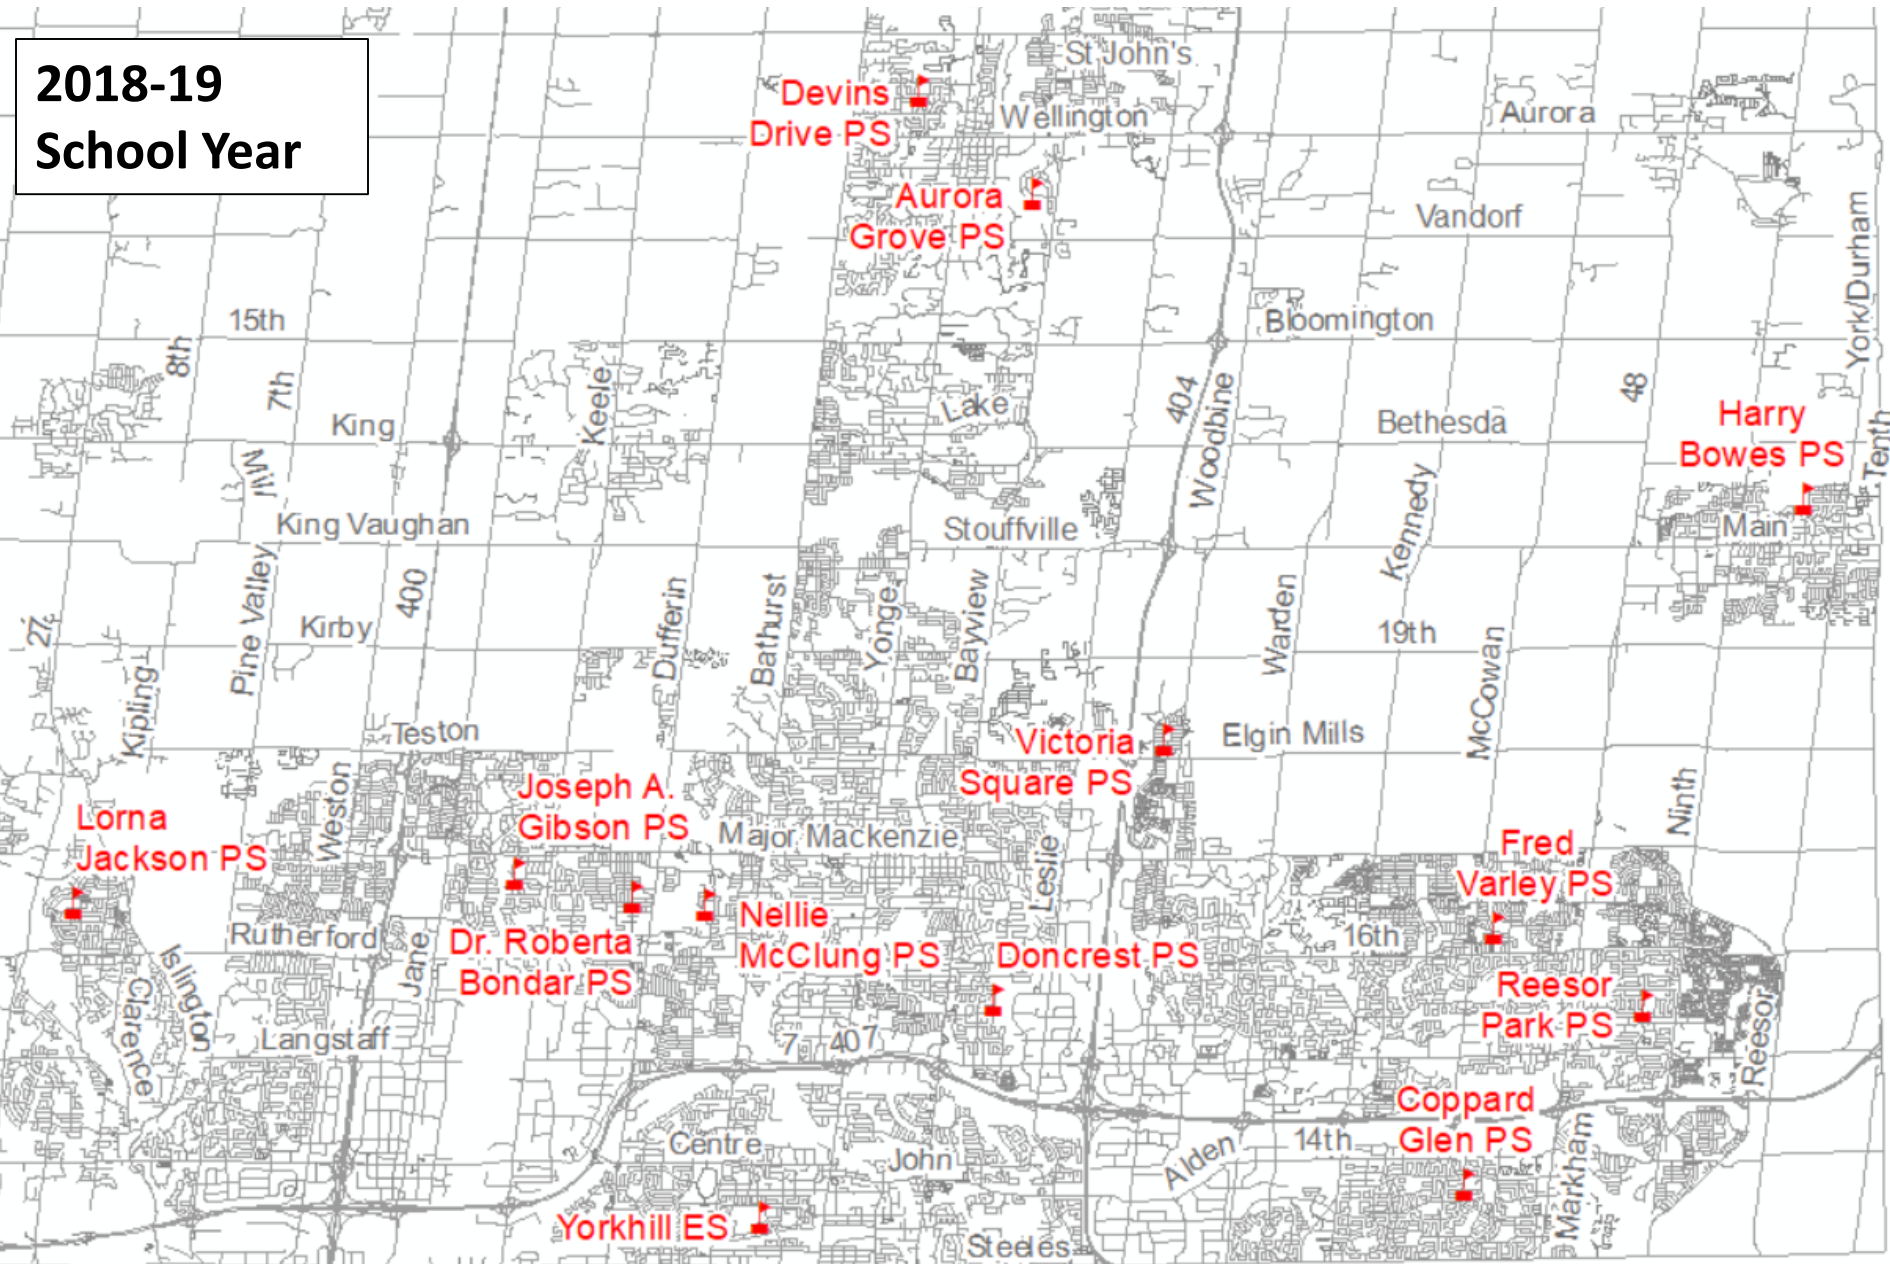 2018-19
School Year
St John's
Devins
Drive PS
Wellington
Aurora
Aurora
Grove PS
Vandorf
York/Durham
15th
Bloomington
8th
7th
Keele
Lake
404
Woodbine
48
King
Bethesda
Harry
Bowes PS
Tenth
Mill
King Vaughan
Stouffville
Kennedy
Main
27
Kipling
Pine Valley
400
Kirby
Dufferin
Bathurst
Yonge
Bayview
Warden
19th
McCowan
Teston
Victoria
Square PS
Elgin Mills
Ninth
Weston
Joseph A.
Gibson PS
Lorna
Jackson PS
Major Mackenzie
Leslie
Fred
Varley PS
Rutherford
Islington
Clarence
Jane
Dr. Roberta
Bondar PS
Nellie
McClung PS
Doncrest PS
16th
Reesor
Park PS
Reesor
Langstaff
7
407
Coppard
Glen PS
Centre
John
Alden
14th
Markham
Yorkhill ES
Steeles